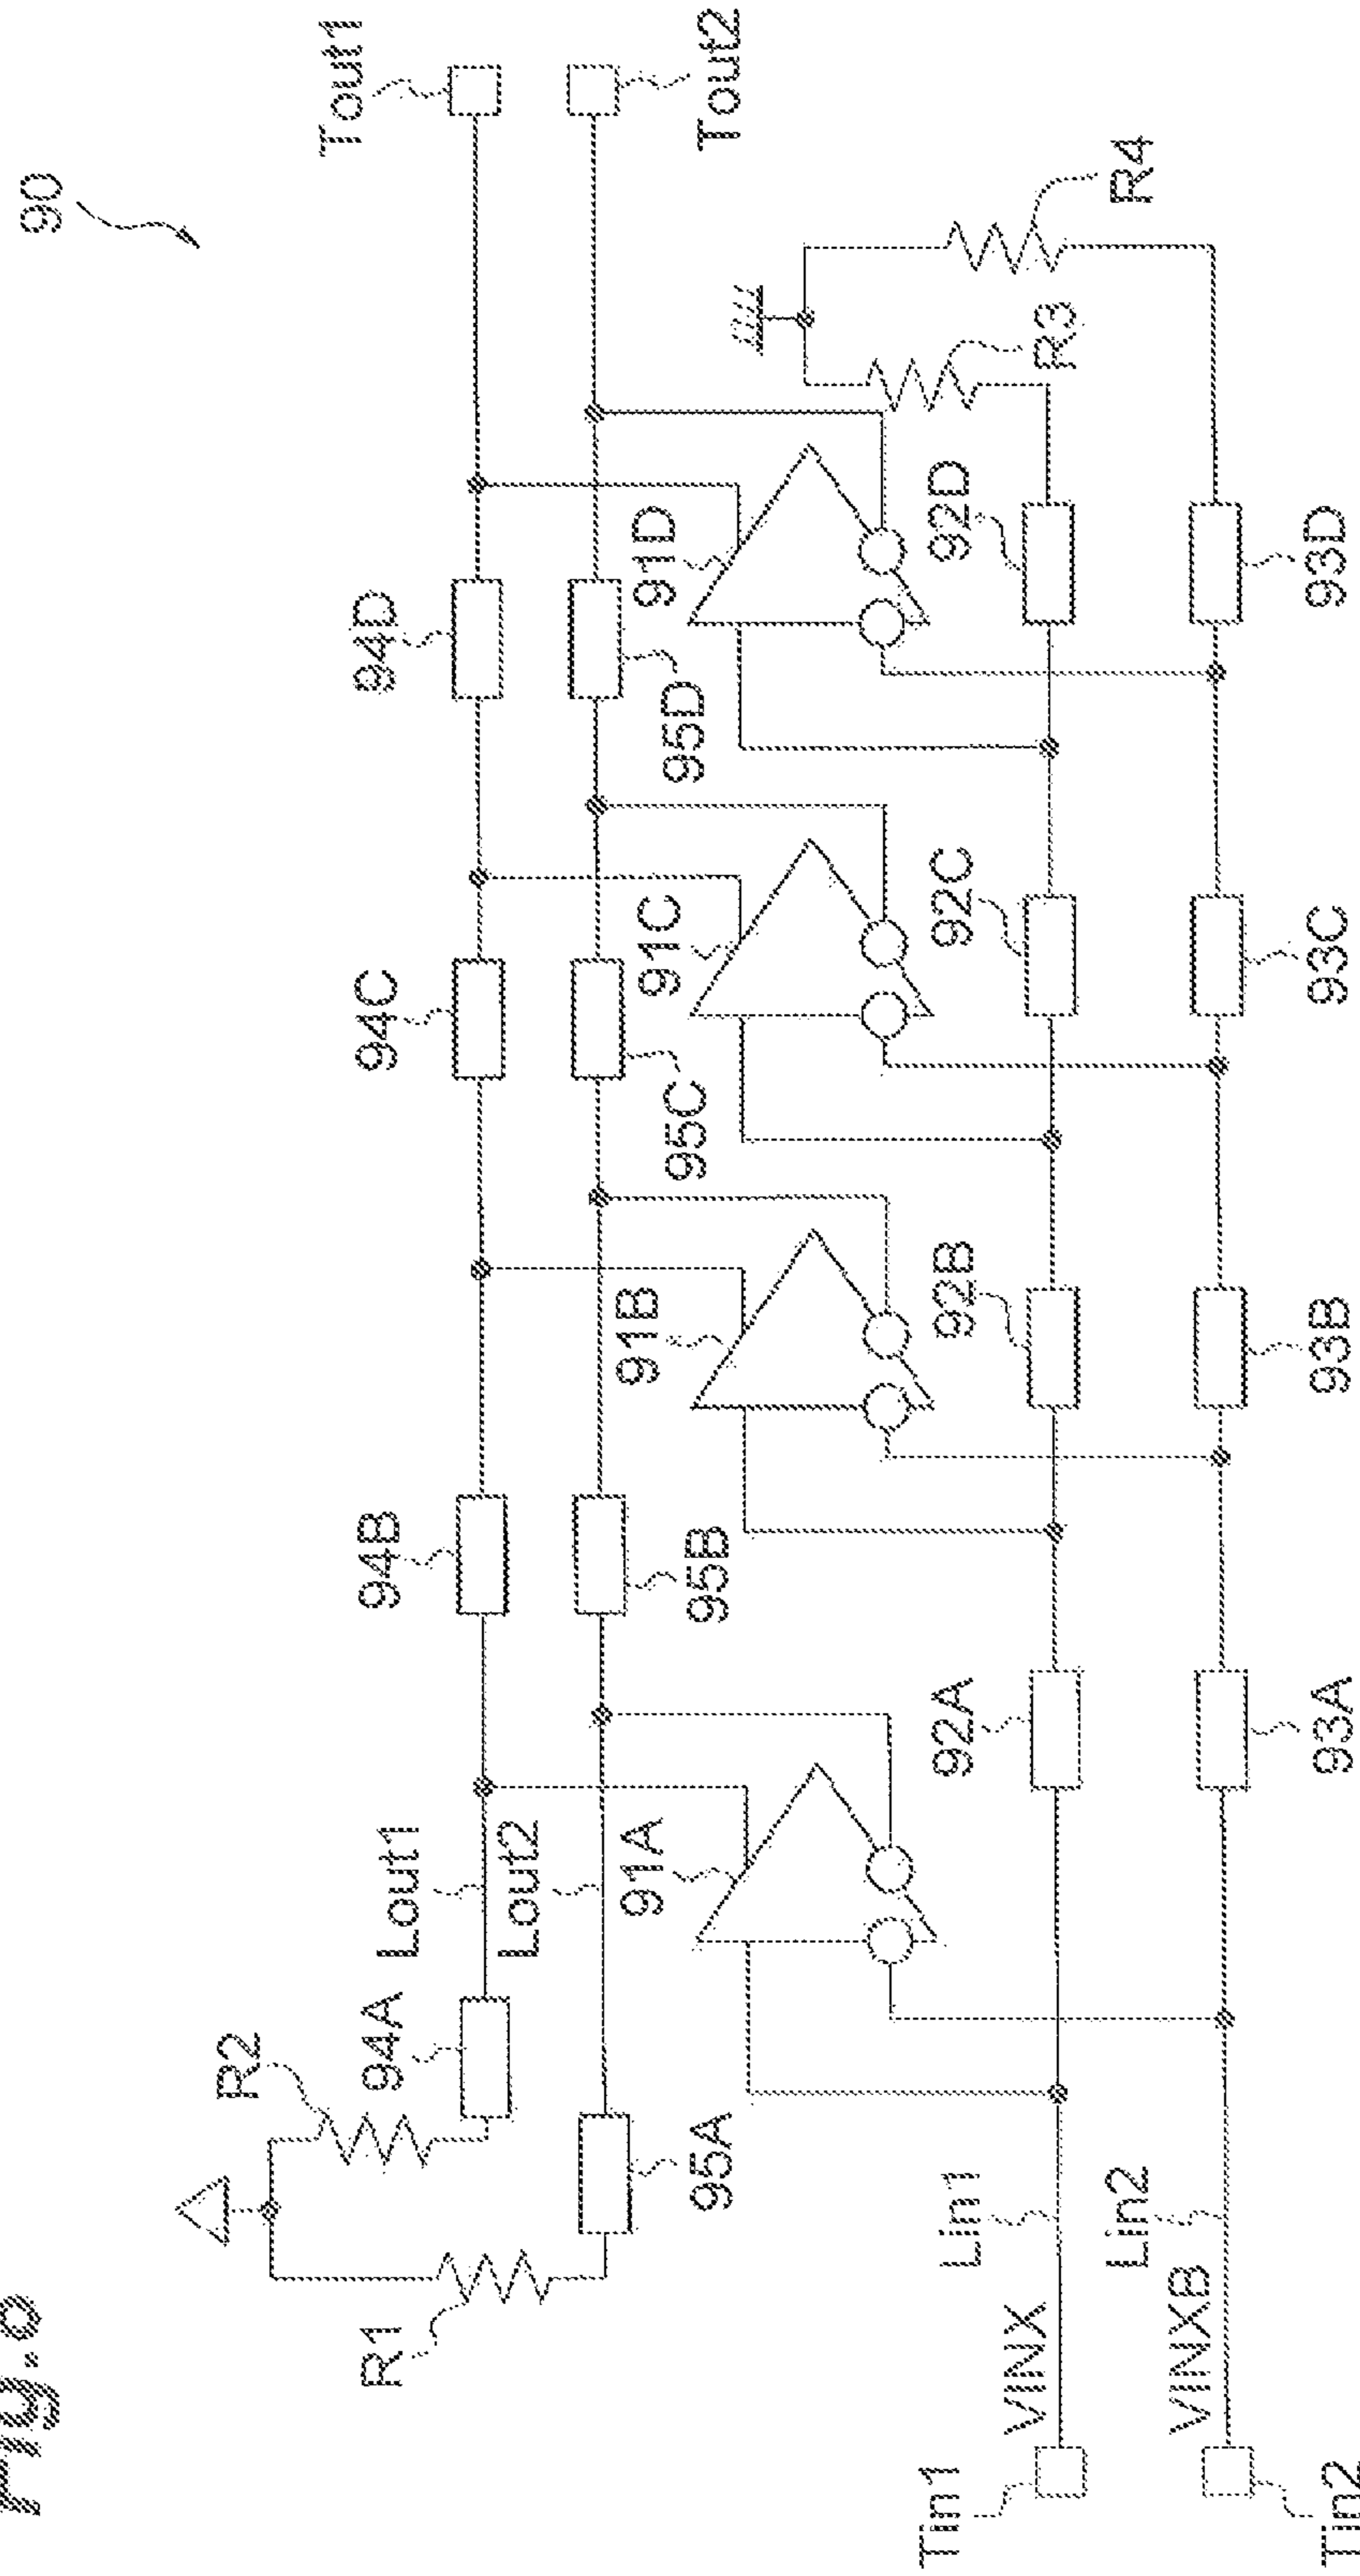 Fig.
90
Tout1
Tout2
R2
R1
94A
Lout1
94B
94C
94D
95A
Lout2
95B
95C
95D
91A
91B
91C
91D
R3
R4
Tin1
VINX
Lin1
92A
92B
92C
92D
Tin2
VINXB
Lin2
93A
93B
93C
93D